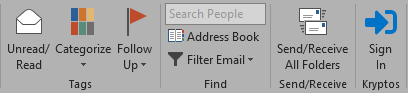 Unread/
Read
Categorize
Follow
Up
Tags
Search People
Address Book
Filter Email
Find
Send/Receive
All Folders
Send/Receive
Sign
In
Kryptos